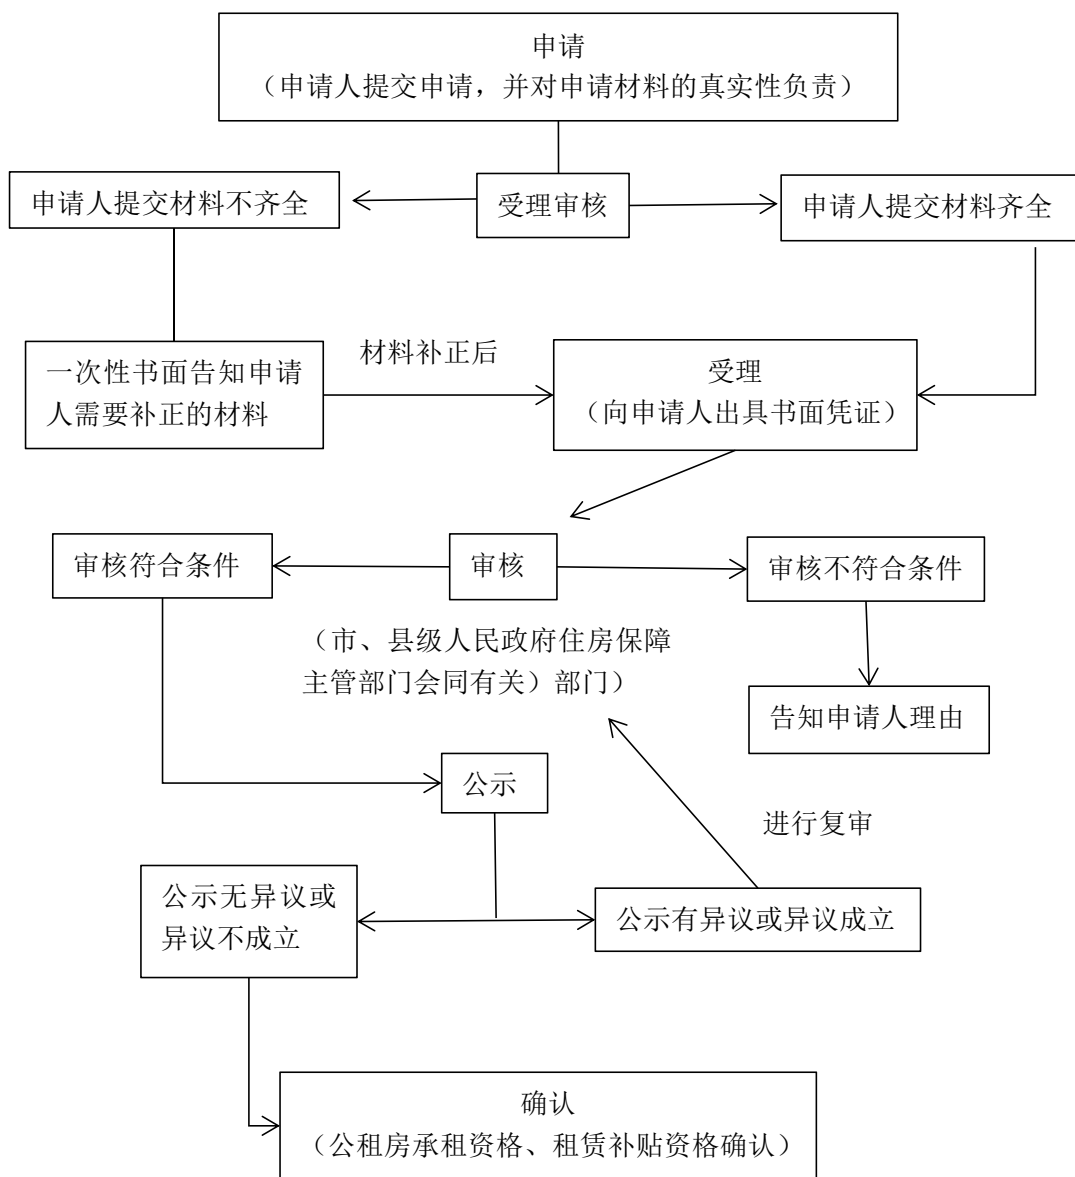 申请
（申请人提交申请，并对申请材料的真实性负责）
申请人提交材料不齐全
受理审核
申请人提交材料齐全
一次性书面告知申请
人需要补正的材料
材料补正后
受理
（向申请人出具书面凭证）
审核符合条件
审核
审核不符合条件
（市、县级人民政府住房保障
主管部门会同有关）部门）
告知申请人理由
公示
进行复审
公示无异议或
异议不成立
公示有异议或异议成立
确认
（公租房承租资格、租赁补贴资格确认）